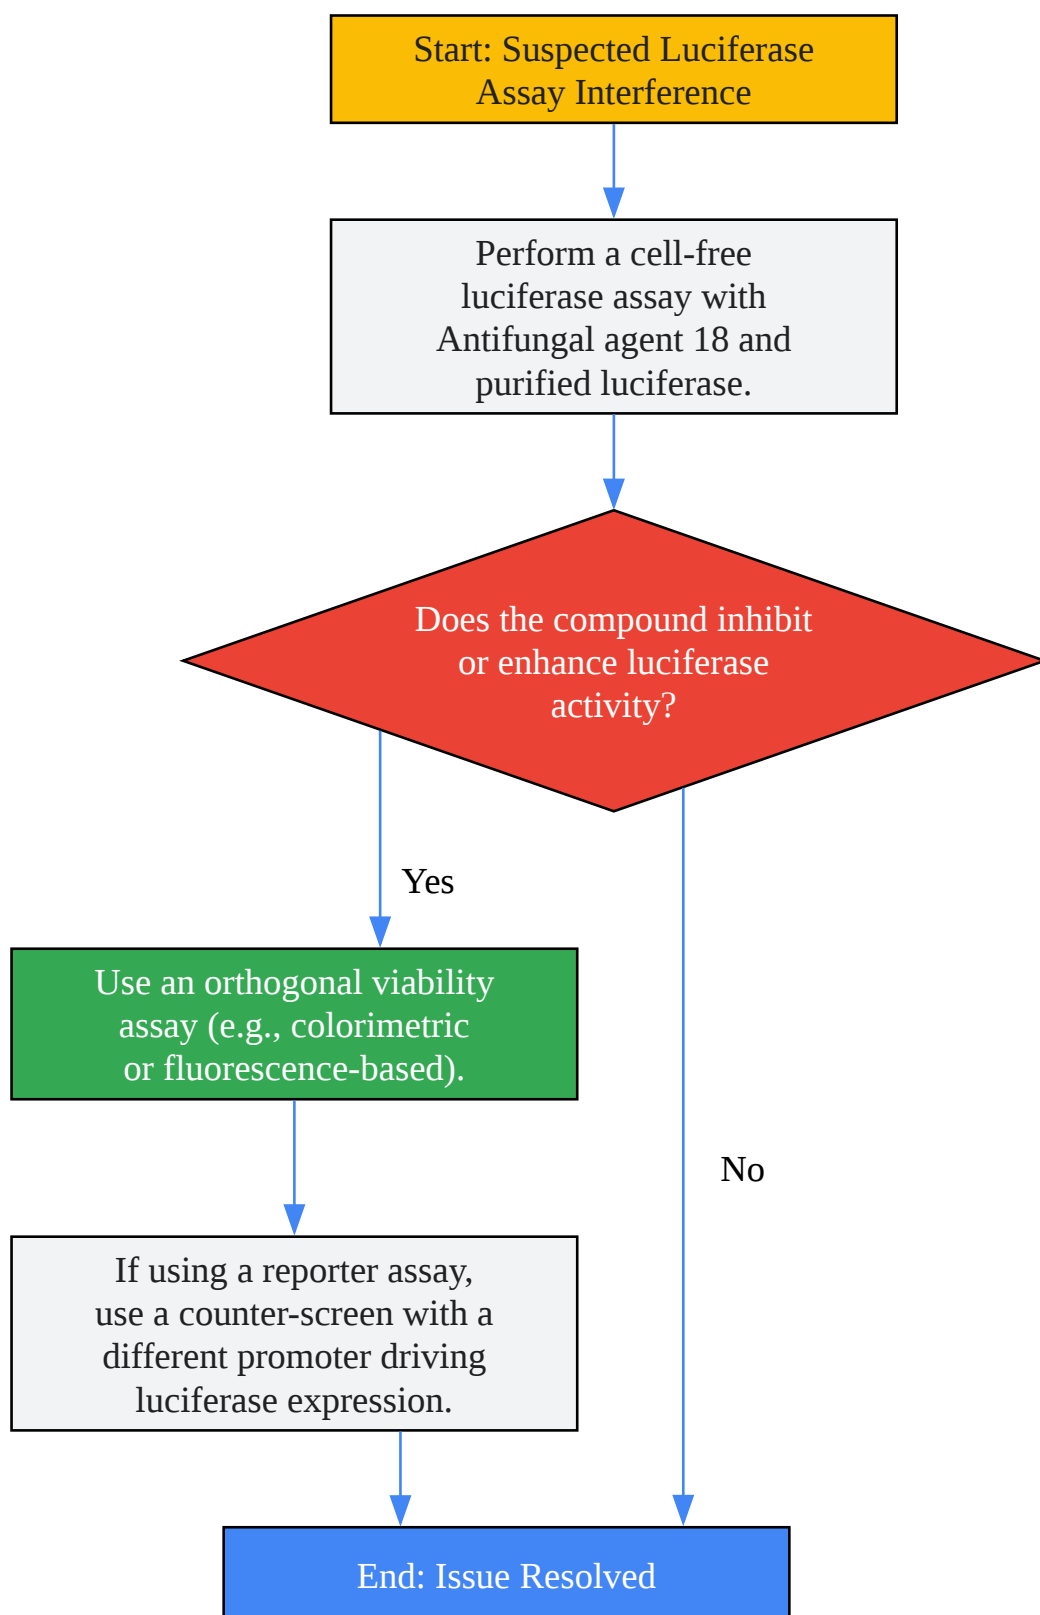 Start: Suspected Luciferase
Assay Interference
Perform a cell-free
luciferase assay with
Antifungal agent 18 and
purified luciferase.
Does the compound inhibit
or enhance luciferase
activity?
Yes
Use an orthogonal viability
assay (e.g., colorimetric
or fluorescence-based).
No
If using a reporter assay,
use a counter-screen with a
different promoter driving
luciferase expression.
End: Issue Resolved